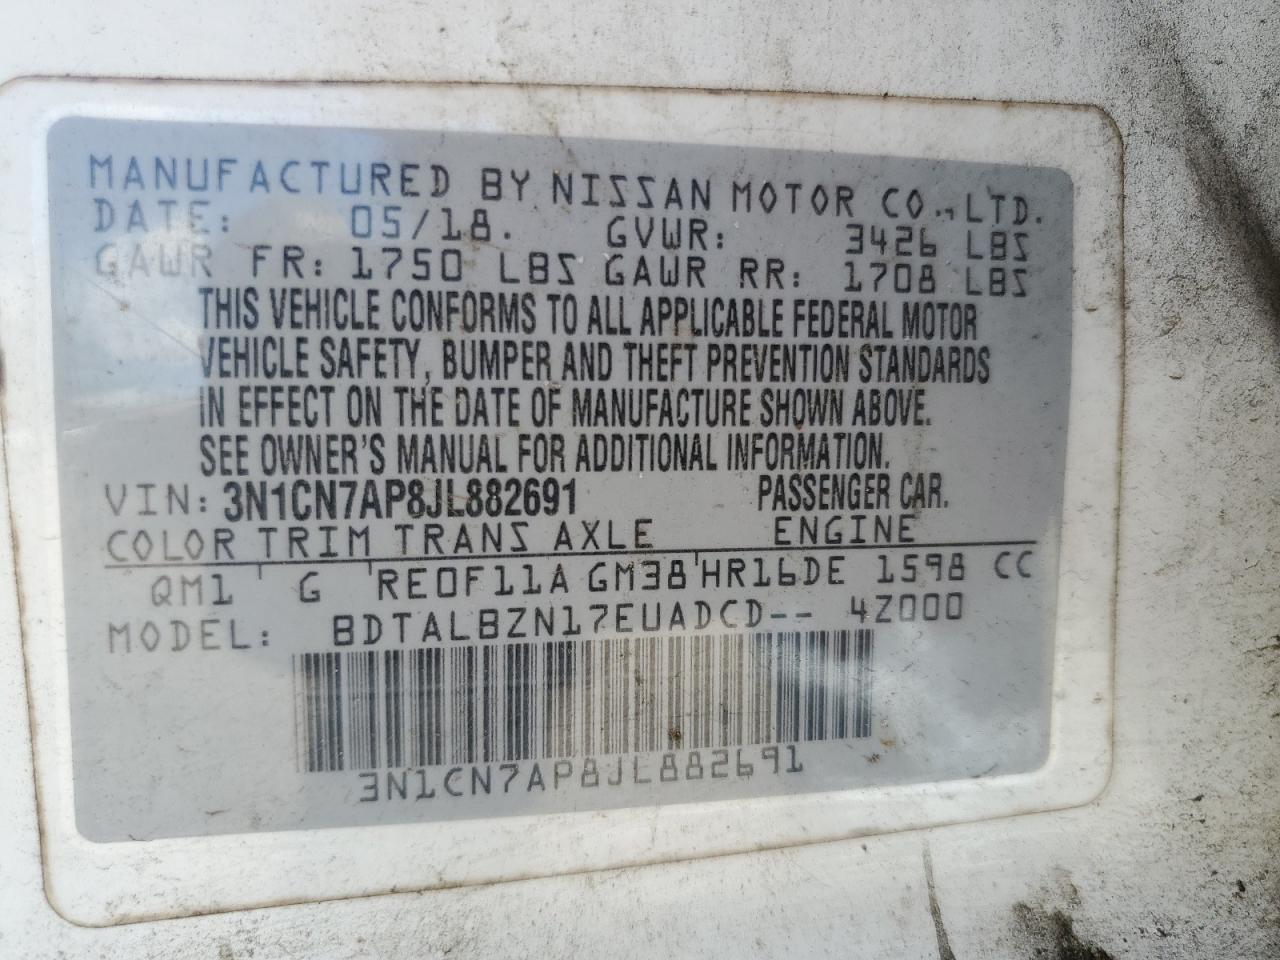 MANUFACTURED BY NISSAN MOTOR CO., LTD.
DATE: 05/18. GVWR: 3426 LBS
GAWR FR: 1750 LBS GAWR RR: 1708 LBS
THIS VEHICLE CONFORMS TO ALL APPLICABLE FEDERAL MOTOR
VEHICLE SAFETY, BUMPER AND THEFT PREVENTION STANDARDS
IN EFFECT ON THE DATE OF MANUFACTURE SHOWN ABOVE.
SEE OWNER'S MANUAL FOR ADDITIONAL INFORMATION.
VIN: 3N1CN7AP8JL882691 PASSENGER CAR.
COLOR TRIM TRANS AXLE ENGINE
QM1 G RE0F11A GM38 HR16DE 1598 CC
MODEL: BDTALBZN17EUADCD-- 4Z000
3N1CN7AP8JL882691